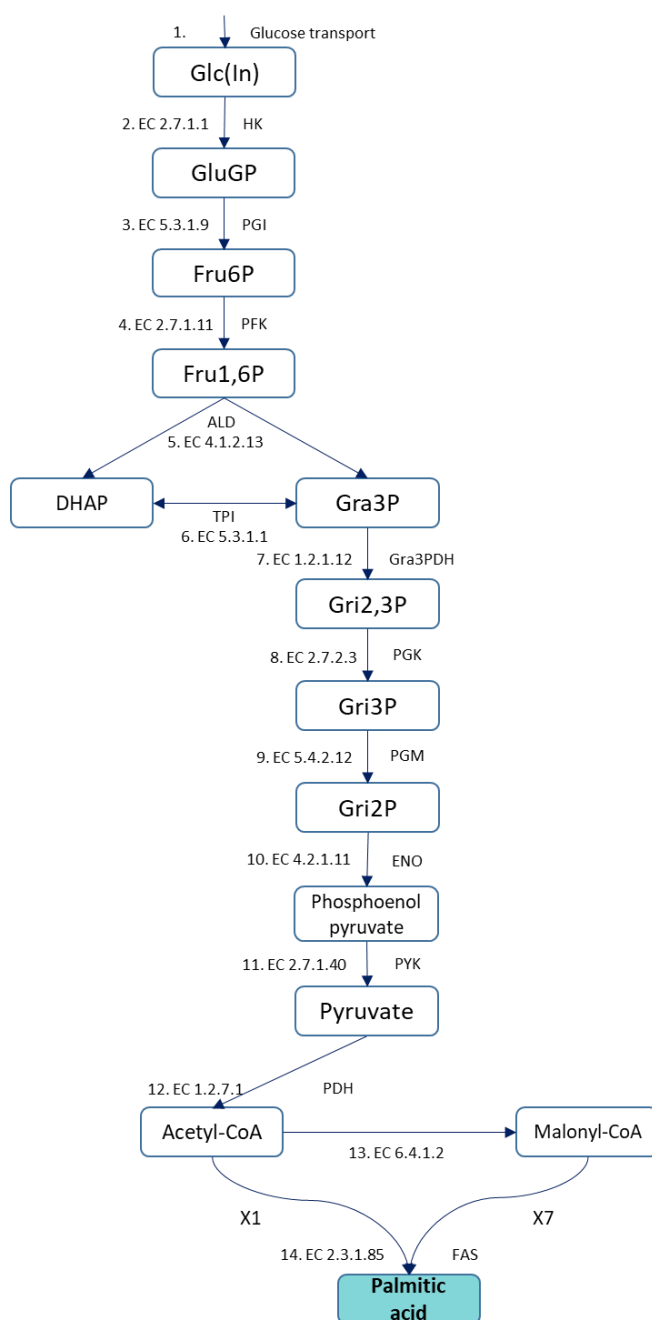 1. Glucose transport
Glc(In)
2. EC 2.7.1.1 HK
GluGP
3. EC 5.3.1.9 PGI
Fru6P
4. EC 2.7.1.11 PFK
Fru1,6P
ALD
5. EC 4.1.2.13
DHAP
Gra3P
TPI
6. EC 5.3.1.1
7. EC 1.2.1.12 Gra3PDH
Gri2,3P
8. EC 2.7.2.3 PGK
Gri3P
9. EC 5.4.2.12 PGM
Gri2P
10. EC 4.2.1.11 ENO
Phosphoenol
pyruvate
11. EC 2.7.1.40 PYK
Pyruvate
12. EC 1.2.7.1 PDH
Acetyl-CoA
Malonyl-CoA
13. EC 6.4.1.2
X1 X7
14. EC 2.3.1.85 FAS
Palmitic
acid